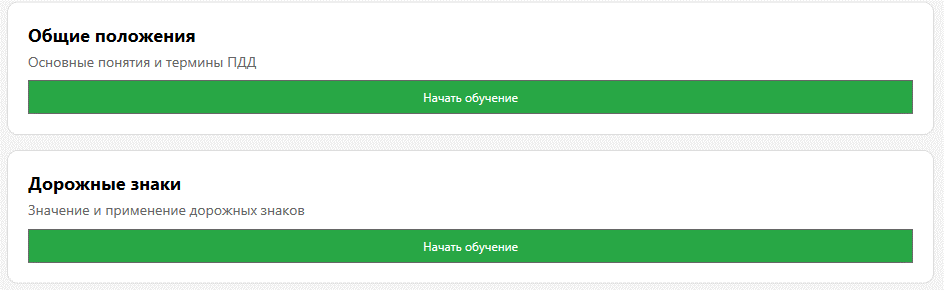 Общие положения
Основные понятия и термины ПДД
Начать обучение
Дорожные знаки
Значение и применение дорожных знаков
Начать обучение